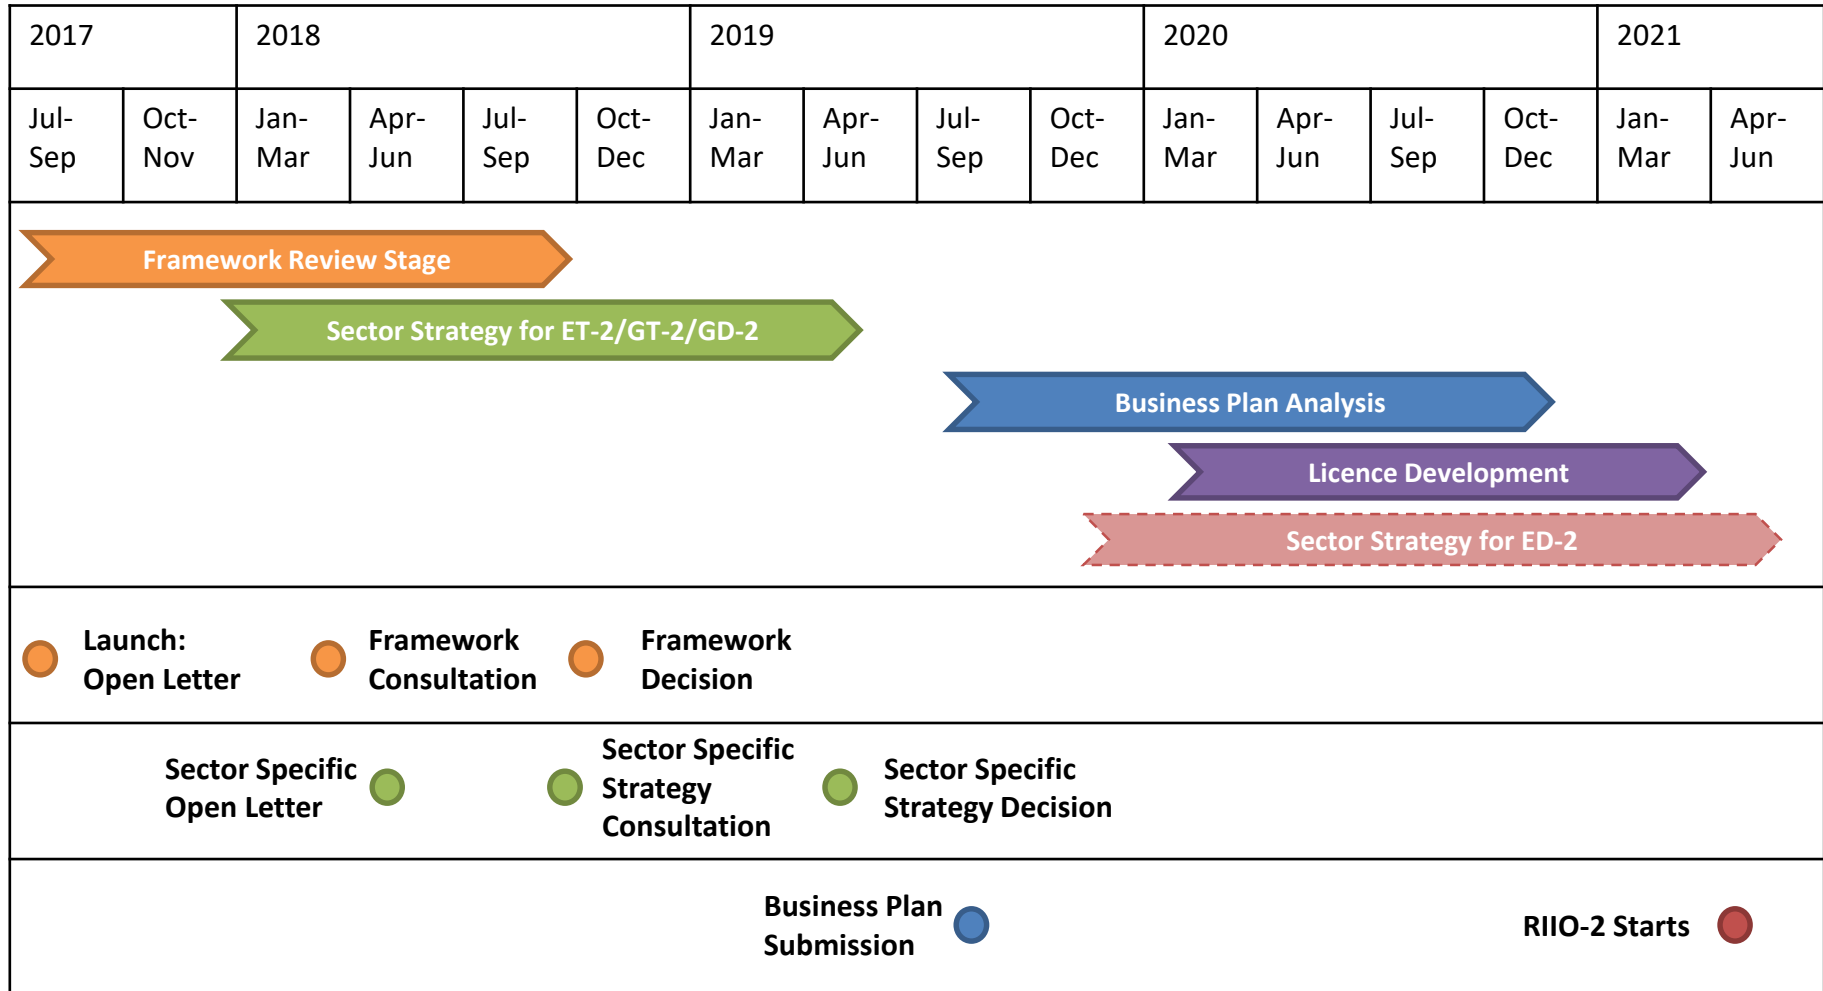 2017
2018
2019
2020
2021
Jul-
Sep
Oct-
Nov
Jan-
Mar
Apr-
Jun
Jul-
Sep
Oct-
Dec
Jan-
Mar
Apr-
Jun
Jul-
Sep
Oct-
Dec
Jan-
Mar
Apr-
Jun
Jul-
Sep
Oct-
Dec
Jan-
Mar
Apr-
Jun
Framework Review Stage
Sector Strategy for ET-2/GT-2/GD-2
Business Plan Analysis
Licence Development
Sector Strategy for ED-2
Launch:
Open Letter
Framework
Consultation
Framework
Decision
Sector Specific
Open Letter
Sector Specific
Strategy
Consultation
Sector Specific
Strategy Decision
Business Plan
Submission
RIIO-2 Starts